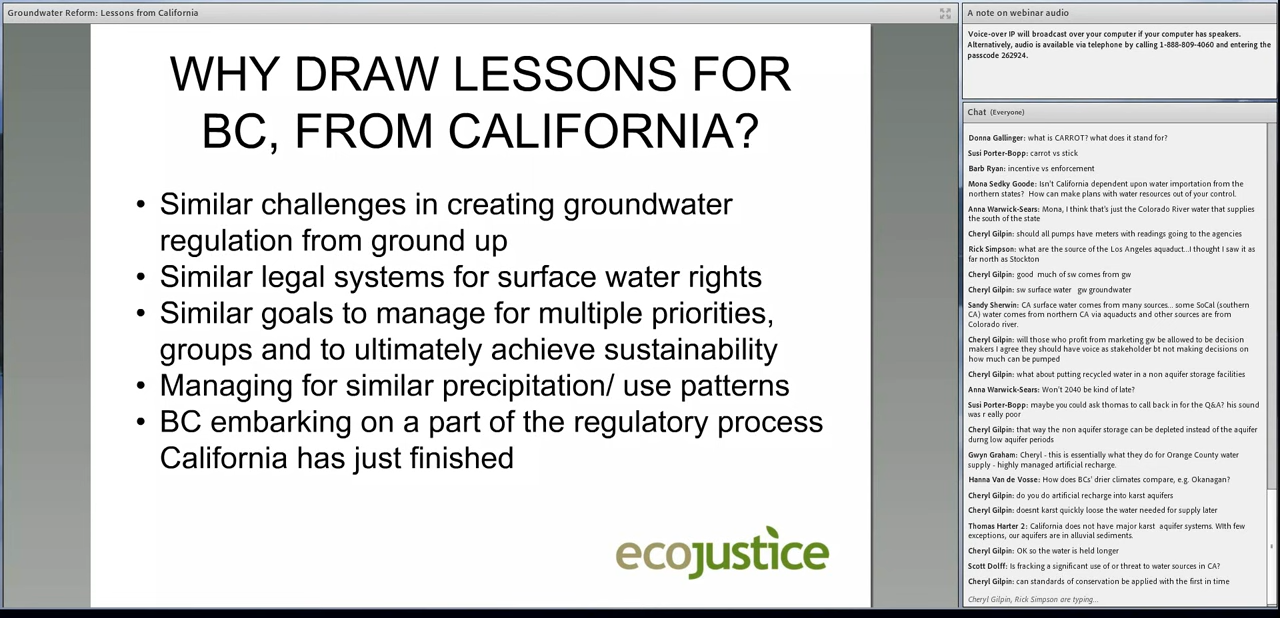 Groundwater Reform: Lessons from California
WHY DRAW LESSONS FOR
BC, FROM CALIFORNIA?
• Similar challenges in creating groundwater
regulation from ground up
• Similar legal systems for surface water rights
• Similar goals to manage for multiple priorities,
groups and to ultimately achieve sustainability
• Managing for similar precipitation/ use patterns
• BC embarking on a part of the regulatory process
California has just finished
ecojustice
A note on webinar audio
Voice-over IP will broadcast over your computer if your computer has speakers.
Alternatively, audio is available via telephone by calling 1-888-809-4060 and entering the
passcode 262924.
Chat (Everyone)
Donna Gallinger: what is CARROT? what does it stand for?
Susi Porter-Bopp: carrot vs stick
Barb Ryan: incentive vs enforcement
Mona Sedky Goode: Isn't California dependent upon water importation from the
northern states? How can make plans with water resources out of your control.
Anna Warwick-Sears: Mona, I think that's just the Colorado River water that supplies
the south of the state
Cheryl Gilpin: should all pumps have meters with readings going to the agencies
Rick Simpson: what are the source of the Los Angeles aquaduct...I thought I saw it as
far north as Stockton
Cheryl Gilpin: good much of sw comes from gw
Cheryl Gilpin: sw surface water gw groundwater
Sandy Sherwin: CA surface water comes from many sources... some SoCal (southern
CA) water comes from northern CA via aquaducts and other sources are from
Colorado river.
Cheryl Gilpin: will those who profit from marketing gw be allowed to be decision
makers I agree they should have voice as stakeholder bt not making decisions on
how much can be pumped
Cheryl Gilpin: what about putting recycled water in a non aquifer storage facilities
Anna Warwick-Sears: Won't 2040 be kind of late?
Susi Porter-Bopp: maybe you could ask thomas to call back in for the Q&A? his sound
was r eally poor
Cheryl Gilpin: that way the non aquifer storage can be depleted instead of the aquifer
durng low aquifer periods
Gwyn Graham: Cheryl - this is essentially what they do for Orange County water
supply - highly managed artificial recharge.
Hanna Van de Vosse: How does BCs' drier climates compare, e.g. Okanagan?
Cheryl Gilpin: do you do artificial recharge into karst aquifers
Cheryl Gilpin: doesnt karst quickly loose the water needed for supply later
Thomas Harter 2: California does not have major karst aquifer systems. WIth few
exceptions, our aquifers are in alluvial sediments.
Cheryl Gilpin: OK so the water is held longer
Scott Dolff: Is fracking a significant use of or threat to water sources in CA?
Cheryl Gilpin: can standards of conservation be applied with the first in time
Cheryl Gilpin, Rick Simpson are typing...